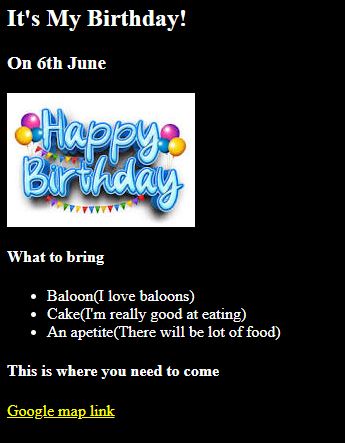 It's My Birthday!
On 6th June
Happy
Birthday
What to bring
Baloon(I love baloons)
Cake(I'm really good at eating)
An apetite(There will be lot of food)
This is where you need to come
Google map link